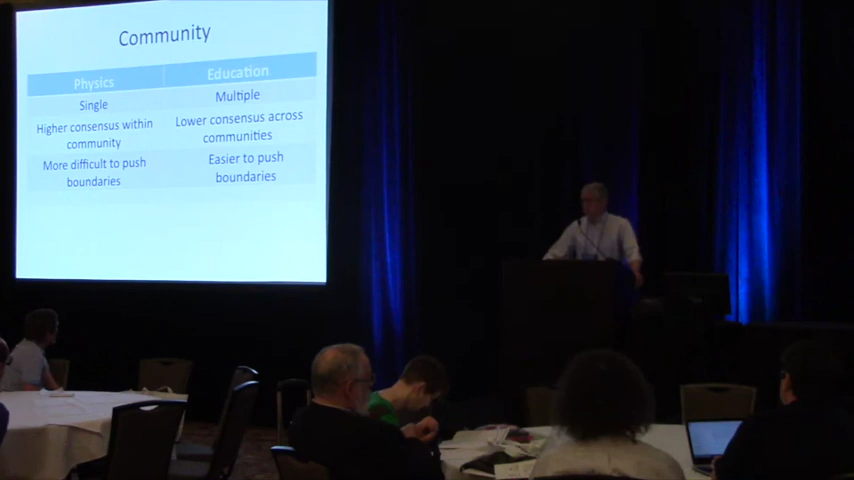 Community
Physics
Education
Single
Multiple
Higher consensus within
community
Lower consensus across
communities
More difficult to push
boundaries
Easier to push
boundaries